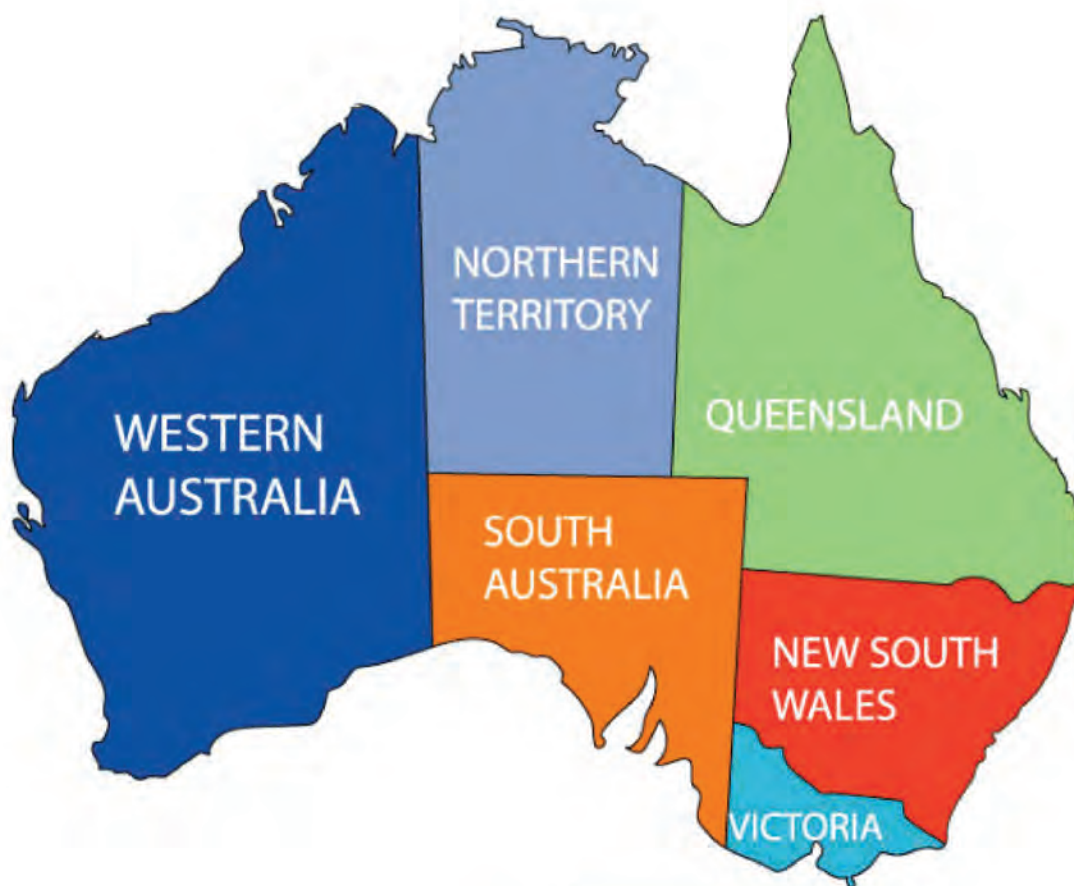 NORTHERN
TERRITORY
QUEENSLAND
WESTERN
AUSTRALIA
SOUTH
AUSTRALIA
NEW SOUTH
WALES
VICTORIA